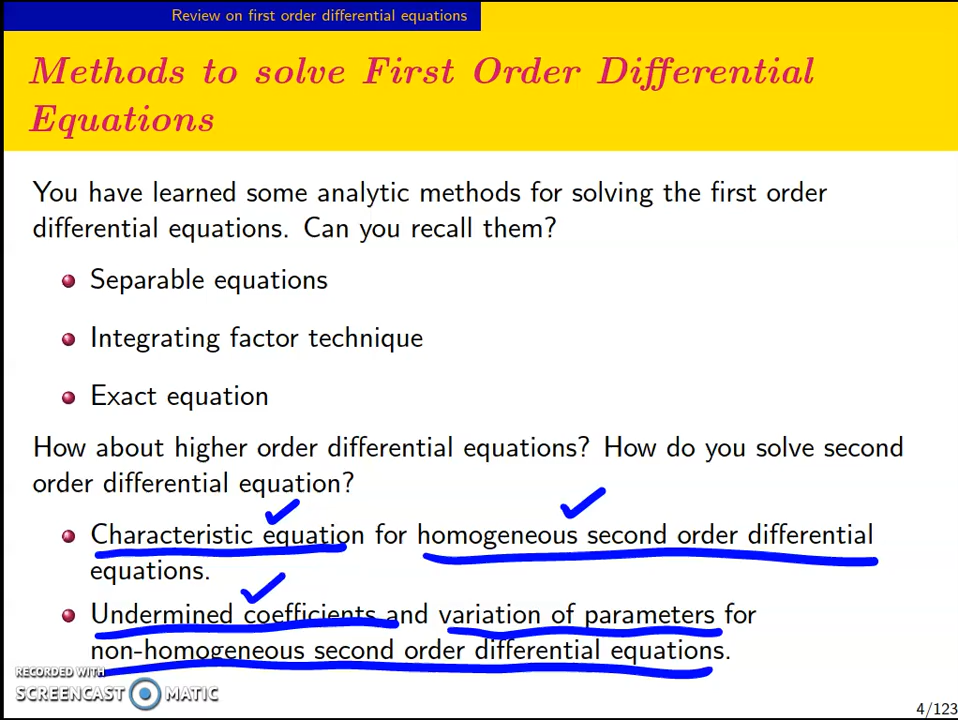 Review on first order differential equations
Methods to solve First Order Differential
Equations
You have learned some analytic methods for solving the first order
differential equations. Can you recall them?
Separable equations
Integrating factor technique
Exact equation
How about higher order differential equations? How do you solve second
order differential equation?
Characteristic equation for homogeneous second order differential
equations.
Undermined coefficients and variation of parameters for
non-homogeneous second order differential equations.
RECORDED WITH
SCREENCAST MATIC
4/123